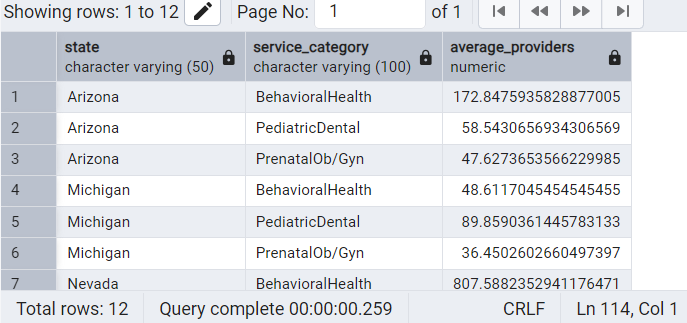 Showing rows: 1 to 12 Page No: 1 of 1
state service_category average_providers
character varying (50) character varying (100) numeric
1 Arizona BehavioralHealth 172.8475935828877005
2 Arizona PediatricDental 58.5430656934306569
3 Arizona PrenatalOb/Gyn 47.6273653566229985
4 Michigan BehavioralHealth 48.6117045454545455
5 Michigan PediatricDental 89.8590361445783133
6 Michigan PrenatalOb/Gyn 36.4502602660497397
7 Nevada BehavioralHealth 807.5882352941176471
Total rows: 12 Query complete 00:00:00.259 CRLF Ln 114, Col 1